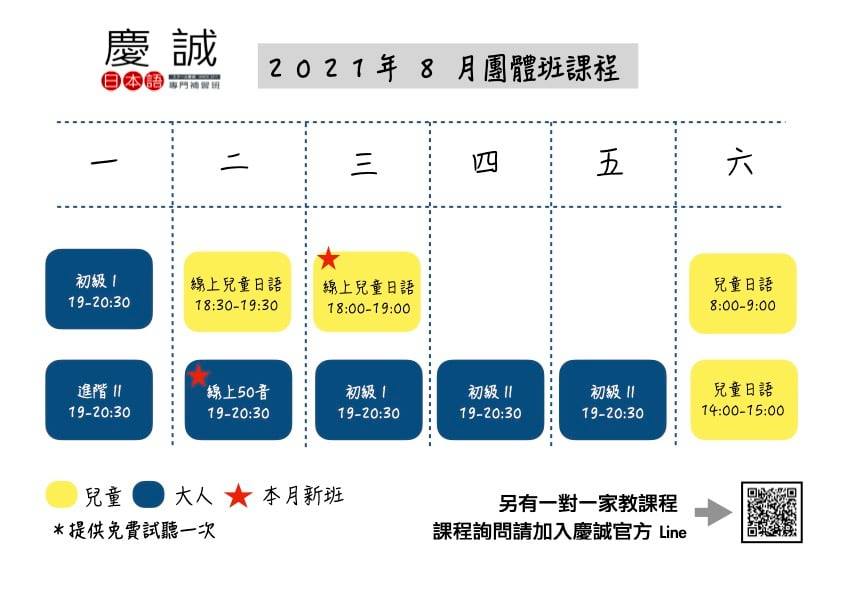 慶誠
日本語
專門補習班
2021年 8 月團體班課程
一 二 三 四 五 六
初級 I
19-20:30
線上兒童日語
18:30-19:30
線上兒童日語
18:00-19:00
兒童日語
8:00-9:00
進階 II
19-20:30
線上50音
19-20:30
初級 I
19-20:30
初級 II
19-20:30
初級 II
19-20:30
兒童日語
14:00-15:00
兒童 大人 本月新班
*提供免費試聽一次
另有一對一家教課程
課程詢問請加入慶誠官方 Line